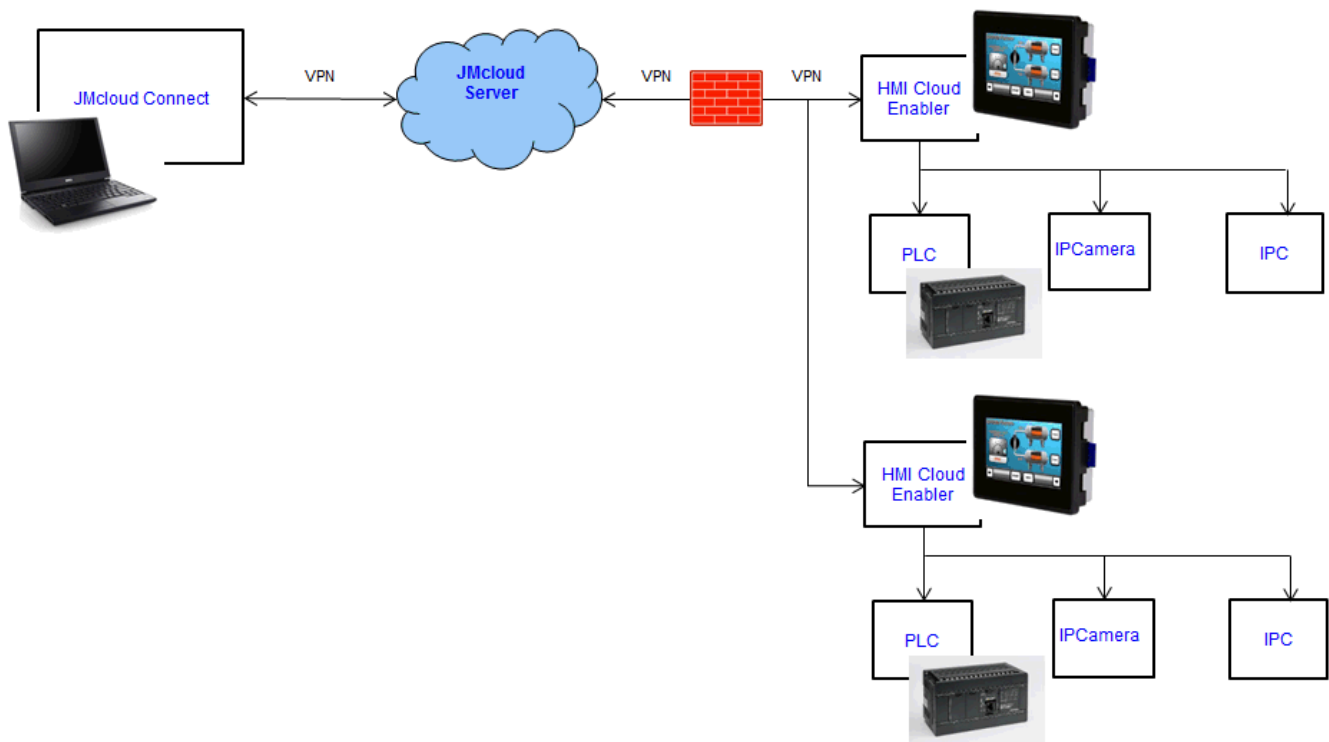 JMcloud Connect
VPN
JMcloud
Server
VPN
VPN
HMI Cloud
Enabler
PLC
IPCamera
IPC
HMI Cloud
Enabler
PLC
IPCamera
IPC